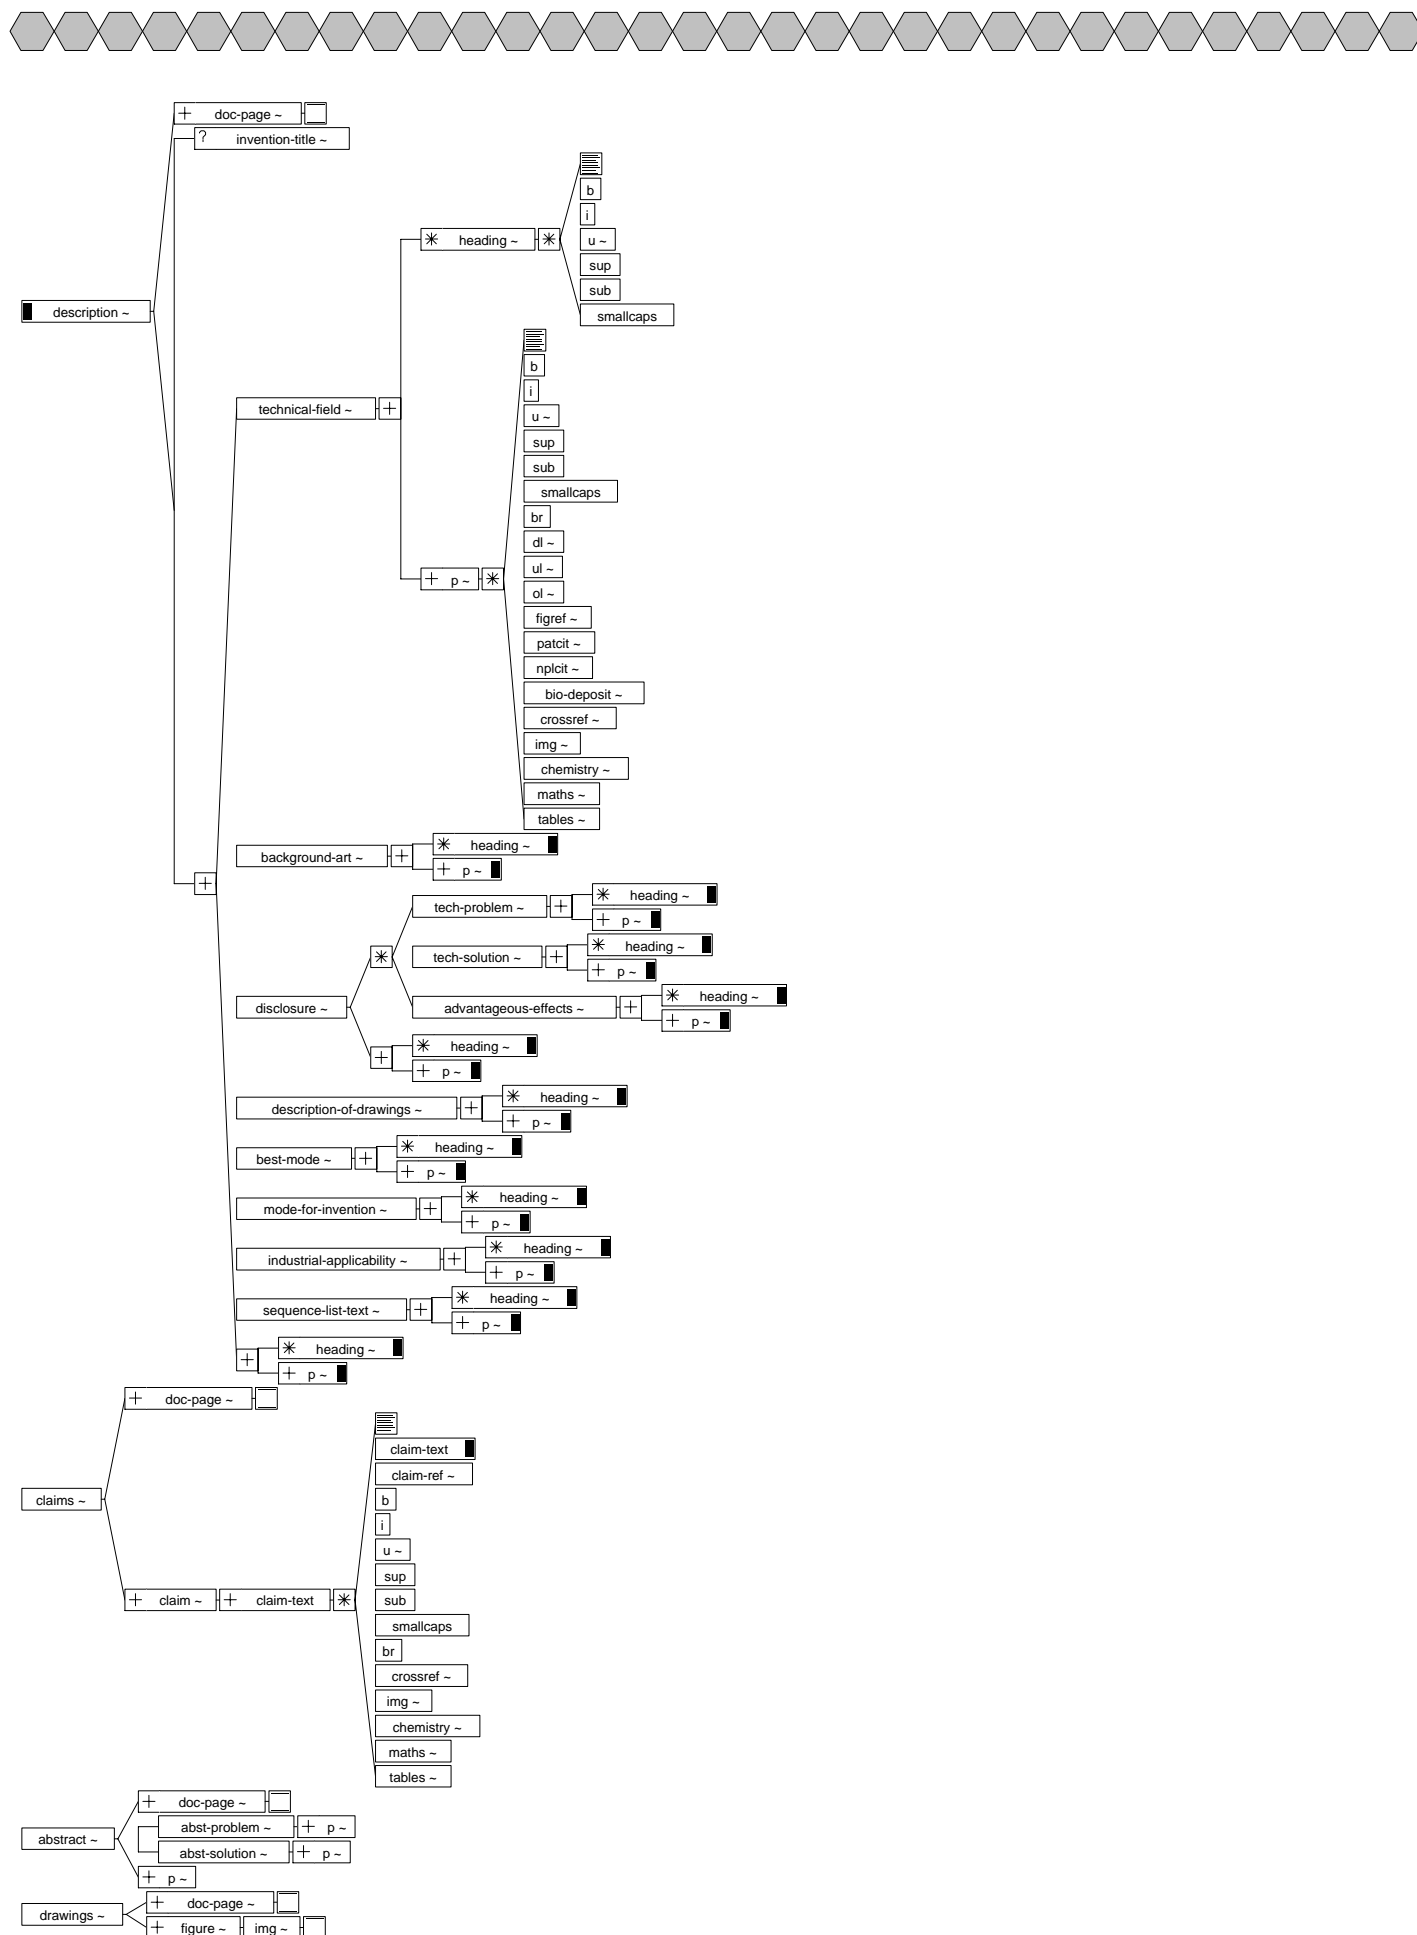 + doc-page ~
? invention-title ~
b
i
* heading ~ *
u ~
sup
sub
description ~
smallcaps
b
i
technical-field ~ +
u ~
sup
sub
smallcaps
br
dl ~
ul ~
+ p ~ *
ol ~
figref ~
patcit ~
nplcit ~
bio-deposit ~
crossref ~
img ~
chemistry ~
maths ~
tables ~
* heading ~
background-art ~ +
+ p ~
+
* heading ~
tech-problem ~ +
+ p ~
* heading ~
*
tech-solution ~ +
+ p ~
* heading ~
disclosure ~
advantageous-effects ~ +
+ p ~
* heading ~
+
+ p ~
* heading ~
description-of-drawings ~ +
+ p ~
* heading ~
best-mode ~ +
+ p ~
* heading ~
mode-for-invention ~ +
+ p ~
* heading ~
industrial-applicability ~ +
+ p ~
* heading ~
sequence-list-text ~ +
+ p ~
* heading ~
+
+ p ~
+ doc-page ~
claim-text
claim-ref ~
claims ~
b
i
u ~
sup
+ claim ~ + claim-text *
sub
smallcaps
br
crossref ~
img ~
chemistry ~
maths ~
tables ~
+ doc-page ~
abst-problem ~ + p ~
abstract ~
abst-solution ~ + p ~
+ p ~
+ doc-page ~
drawings ~
+ figure ~ img ~